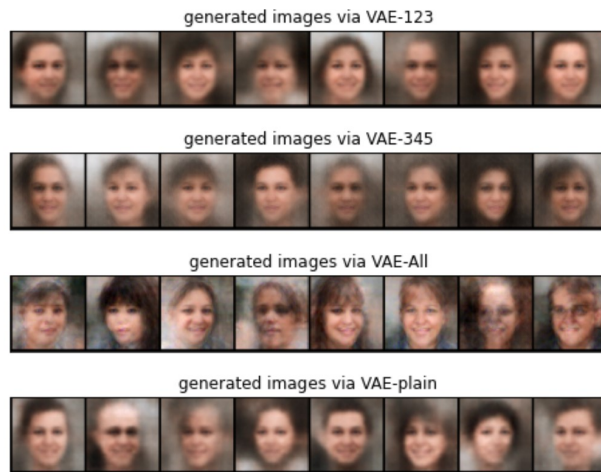 generated images via VAE-123
generated images via VAE-345
generated images via VAE-All
generated images via VAE-plain